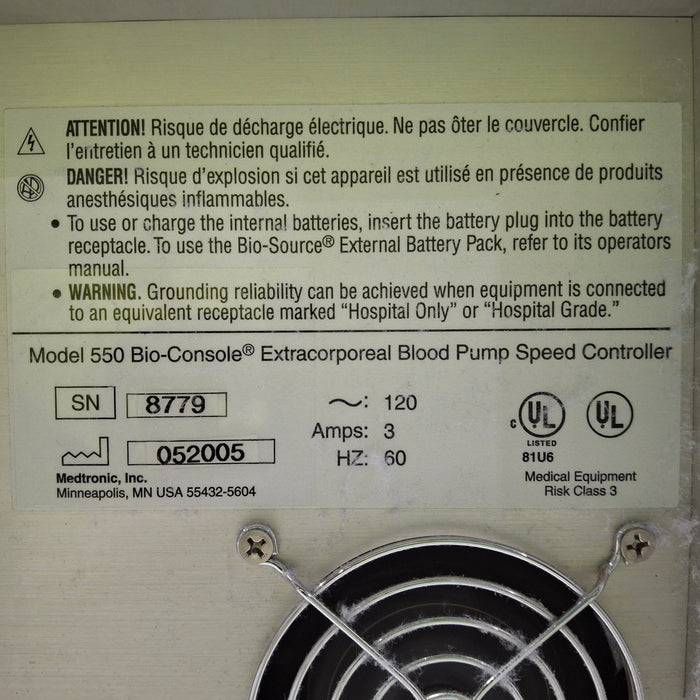 ATTENTION! Risque de décharge électrique. Ne pas ôter le couvercle. Confier
l'entretien à un technicien qualifié.
DANGER! Risque d'explosion si cet appareil est utilisé en présence de produits
anesthésiques inflammables.
• To use or charge the internal batteries, insert the battery plug into the battery
receptacle. To use the Bio-Source® External Battery Pack, refer to its operators
manual.
• WARNING. Grounding reliability can be achieved when equipment is connected
to an equivalent receptacle marked “Hospital Only” or “Hospital Grade.”
Model 550 Bio-Console® Extracorporeal Blood Pump Speed Controller
SN 8779
052005
Medtronic, Inc.
Minneapolis, MN USA 55432-5604
~: 120
Amps: 3
HZ: 60
c UL UL
LISTED
81U6
Medical Equipment
Risk Class 3